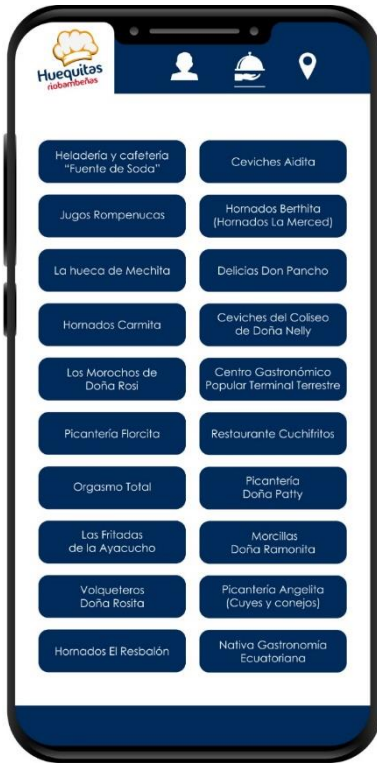 Huequitas
riobambeñas
Heladería y cafetería
“Fuente de Soda”
Ceviches Aidita
Jugos Rompenucas
Hornados Berthita
(Hornados La Merced)
La hueca de Mechita
Delicias Don Pancho
Hornados Carmita
Ceviches del Coliseo
de Doña Nelly
Los Morochos de
Doña Rosi
Centro Gastronómico
Popular Terminal Terrestre
Picantería Florcita
Restaurante Cuchifritos
Orgasmo Total
Picantería
Doña Patty
Las Fritadas
de la Ayacucho
Morcillas
Doña Ramonita
Volqueteros
Doña Rosita
Picantería Angelita
(Cuyes y conejos)
Hornados El Resbalón
Nativa Gastronomía
Ecuatoriana